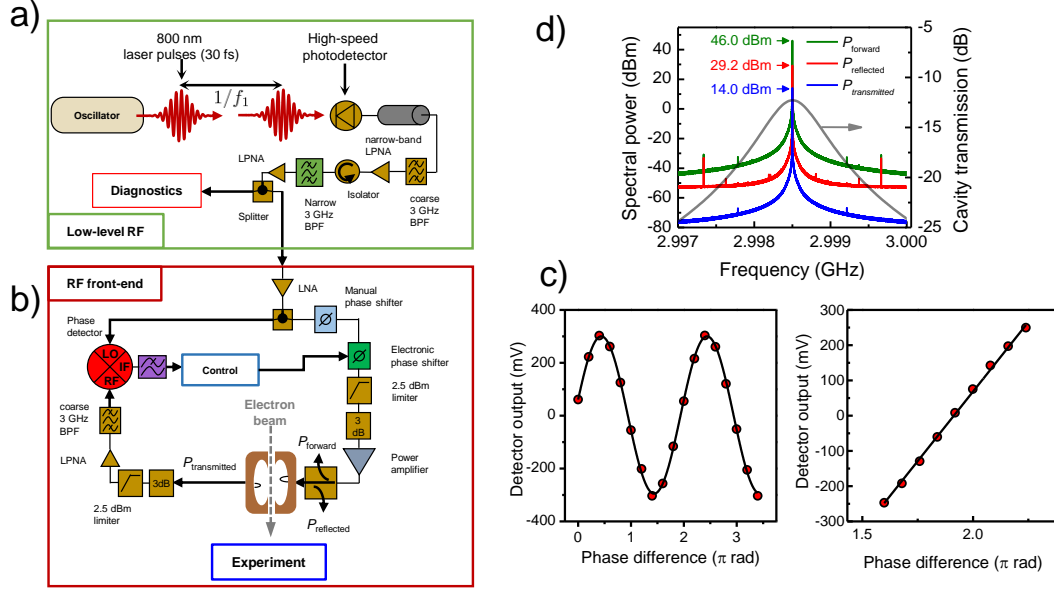 a)
800 nm
laser pulses (30 fs)
High-speed
photodetector
1/f₁
Oscillator
narrow-band
LPNA
LPNA
Diagnostics
Splitter
Isolator
Narrow
3 GHz
BPF
coarse
3 GHz
BPF
Low-level RF
b)
RF front-end
LNA
Manual
phase shifter
Phase
detector
LO
IF
RF
Control
Electronic
phase shifter
2.5 dBm
limiter
coarse
3 GHz
BPF
Electron
beam
3
dB
Power
amplifier
LPNA
Ptransmitted
Pforward
3dB
2.5 dBm
limiter
Preflected
Experiment
d)
46.0 dBm
29.2 dBm
14.0 dBm
Pforward
Preflected
Ptransmitted
Spectral power (dBm)
40
20
0
-20
-40
-60
-80
Cavity transmission (dB)
-5
-10
-15
-20
-25
2.997
2.998
2.999
3.000
Frequency (GHz)
c)
Detector output (mV)
400
200
0
-200
-400
0
1
2
3
Phase difference (π rad)
Detector output (mV)
300
200
100
0
-100
-200
-300
1.5
2.0
Phase difference (π rad)